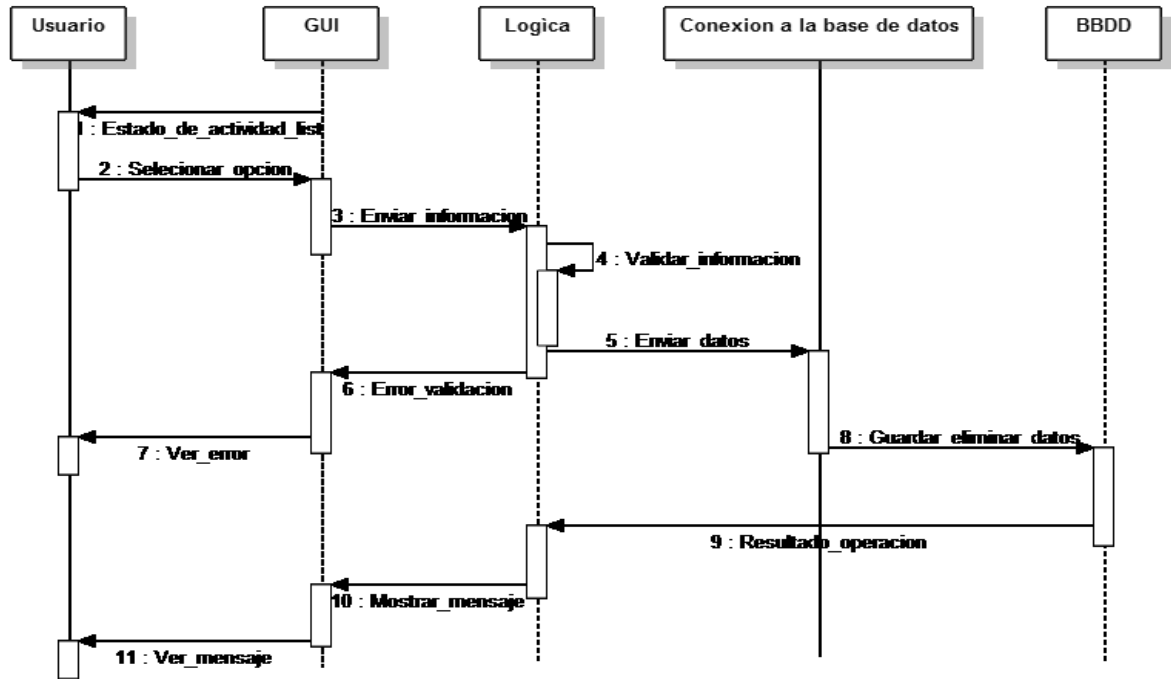 Usuario
GUI
Logica
Conexion a la base de datos
BBDD
1 : Estado_de_actividad_list
2 : Selecionar_opcion
3 : Enviar_informacion
4 : Validar_informacion
5 : Enviar_datos
6 : Error_validacion
7 : Ver_error
8 : Guardar_eliminar_datos
9 : Resultado_operacion
10 : Mostrar_mensaje
11 : Ver_mensaje